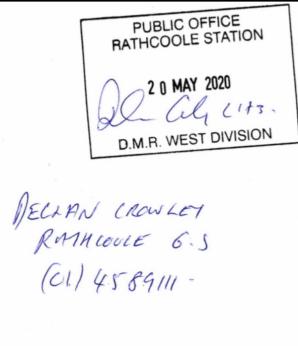 PUBLIC OFFICE
RATHCOOLE STATION
20 MAY 2020
D.M.R. WEST DIVISION
DECLAN CROWLEY
RATHCOOLE G.S
(01) 4589111